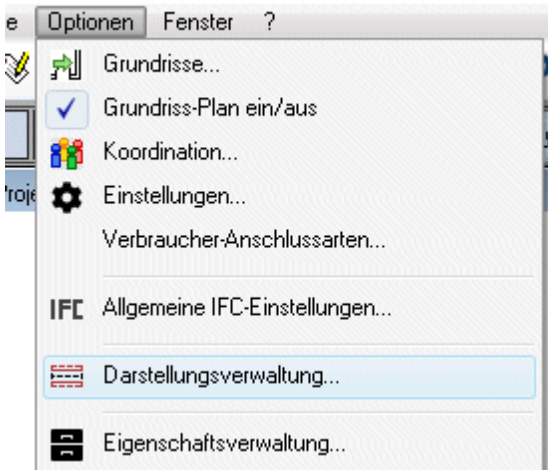 e Optionen Fenster ?
Grundrisse...
Grundriss-Plan ein/aus
Koordination...
Proje
Einstellungen...
Verbraucher-Anschlussarten...
IFC Allgemeine IFC-Einstellungen...
Darstellungsverwaltung...
Eigenschaftsverwaltung...